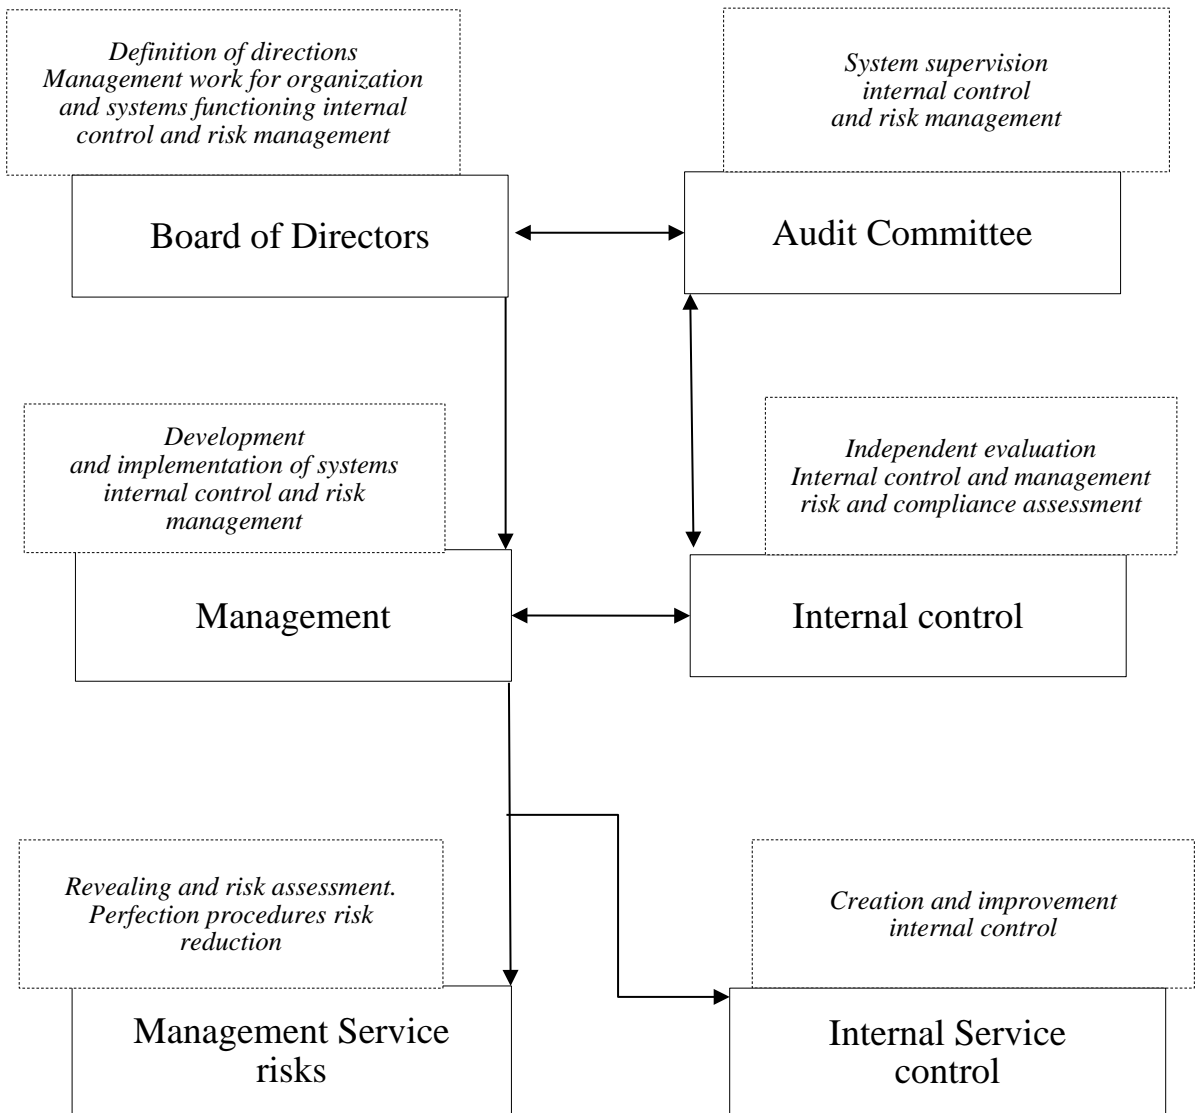 Definition of directions
Management work for organization
and systems functioning internal
control and risk management
Board of Directors
System supervision
internal control
and risk management
Audit Committee
Development
and implementation of systems
internal control and risk
management
Management
Independent evaluation
Internal control and management
risk and compliance assessment
Internal control
Revealing and risk assessment.
Perfection procedures risk
reduction
Management Service
risks
Creation and improvement
internal control
Internal Service
control